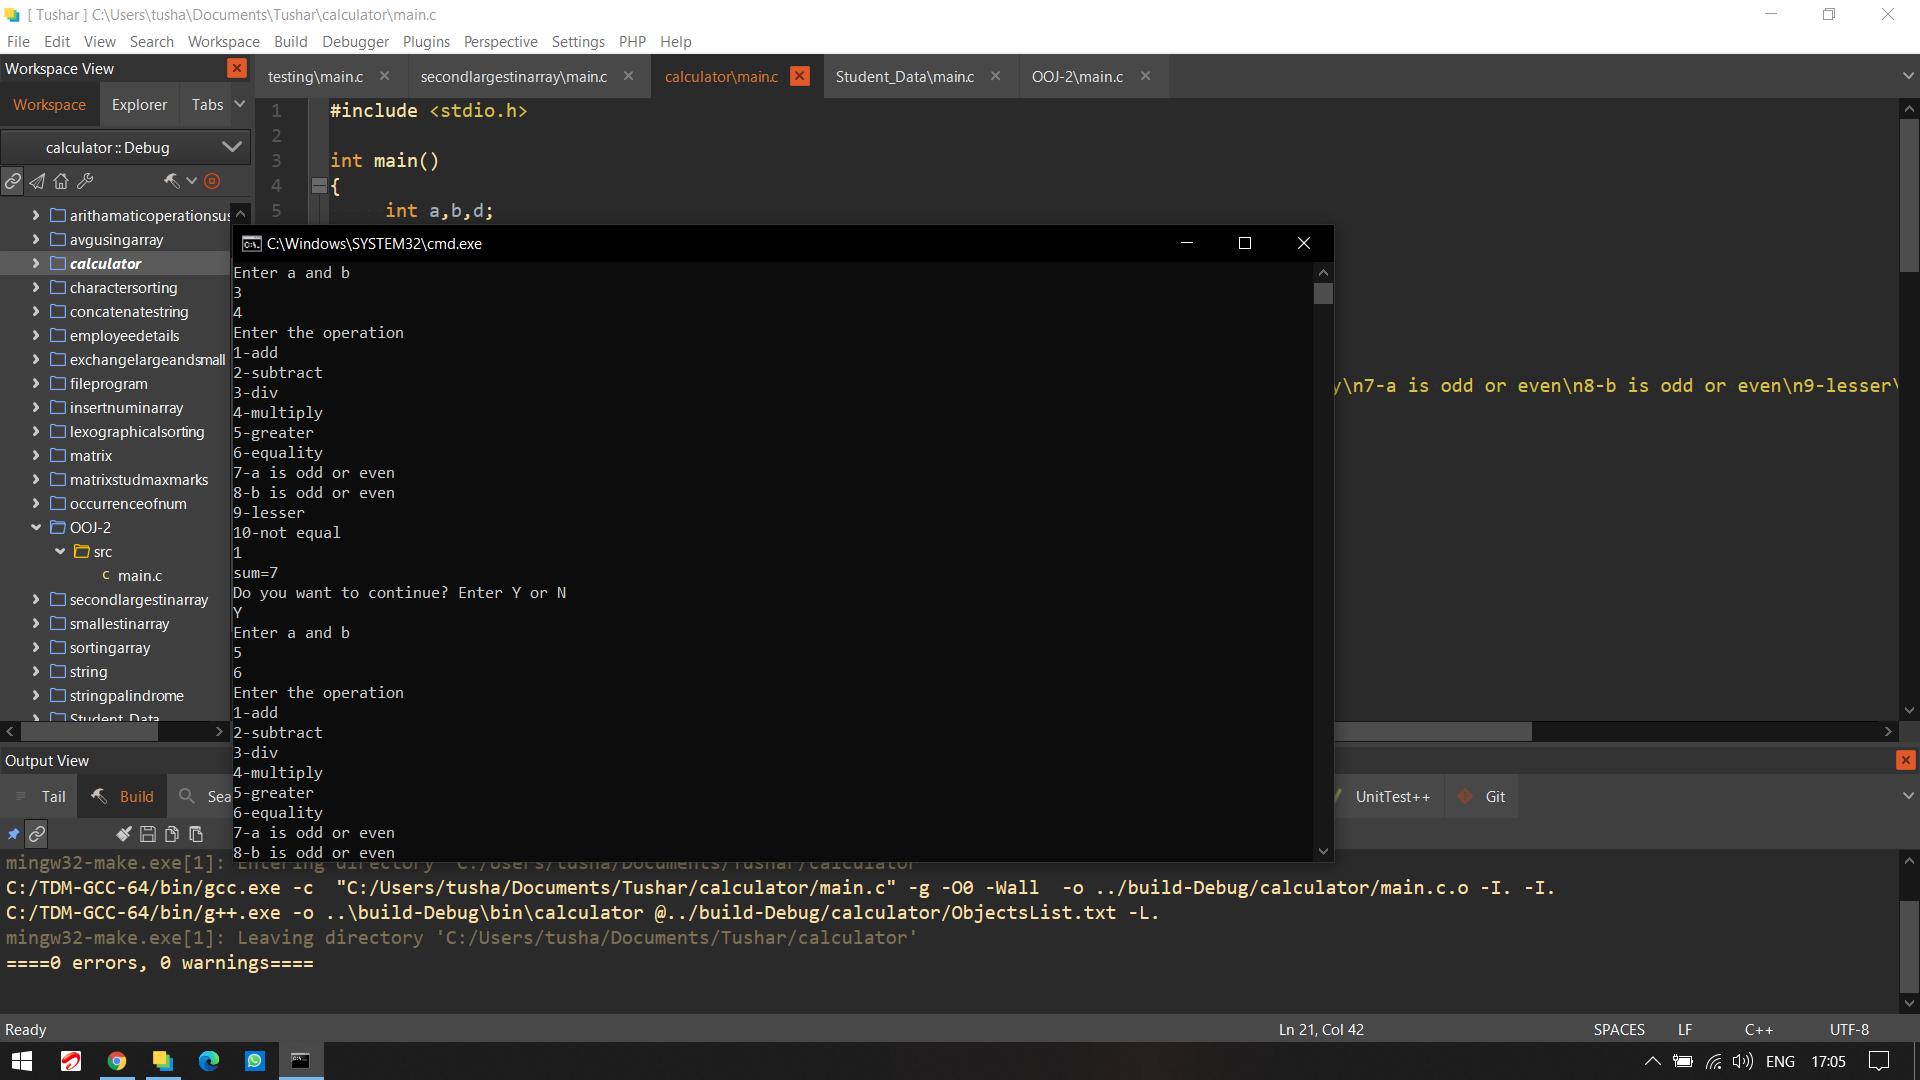 [ Tushar ] C:\Users\tusha\Documents\Tushar\calculator\main.c
File Edit View Search Workspace Build Debugger Plugins Perspective Settings PHP Help
Workspace View
Workspace Explorer Tabs
calculator :: Debug
arithamaticoperationsus
avgusingarray
calculator
charactersorting
concatenatestring
employeedetails
exchangelargeandsmall
fileprogram
insertnuminarray
lexographicalsorting
matrix
matrixstudmaxmarks
occurrenceofnum
OOJ-2
src
c main.c
secondlargestinarray
smallestinarray
sortingarray
string
stringpalindrome
Student_Data
testing\main.c secondlargestinarray\main.c calculator\main.c Student_Data\main.c OOJ-2\main.c
1 #include <stdio.h>
2
3 int main()
4 {
5 int a,b,d;
y\n7-a is odd or even\n8-b is odd or even\n9-lesser\
C:\Windows\SYSTEM32\cmd.exe
Enter a and b
3
4
Enter the operation
1-add
2-subtract
3-div
4-multiply
5-greater
6-equality
7-a is odd or even
8-b is odd or even
9-lesser
10-not equal
1
sum=7
Do you want to continue? Enter Y or N
Y
Enter a and b
5
6
Enter the operation
1-add
2-subtract
3-div
4-multiply
5-greater
6-equality
7-a is odd or even
8-b is odd or even
Output View
Tail Build Sea UnitTest++ Git
mingw32-make.exe[1]: Entering directory 'C:/Users/tusha/Documents/Tushar/calculator'
C:/TDM-GCC-64/bin/gcc.exe -c "C:/Users/tusha/Documents/Tushar/calculator/main.c" -g -O0 -Wall -o ../build-Debug/calculator/main.c.o -I. -I.
C:/TDM-GCC-64/bin/g++.exe -o ..\build-Debug\bin\calculator @../build-Debug/calculator/ObjectsList.txt -L.
mingw32-make.exe[1]: Leaving directory 'C:/Users/tusha/Documents/Tushar/calculator'
====0 errors, 0 warnings====
Ready Ln 21, Col 42 SPACES LF C++ UTF-8
ENG 17:05